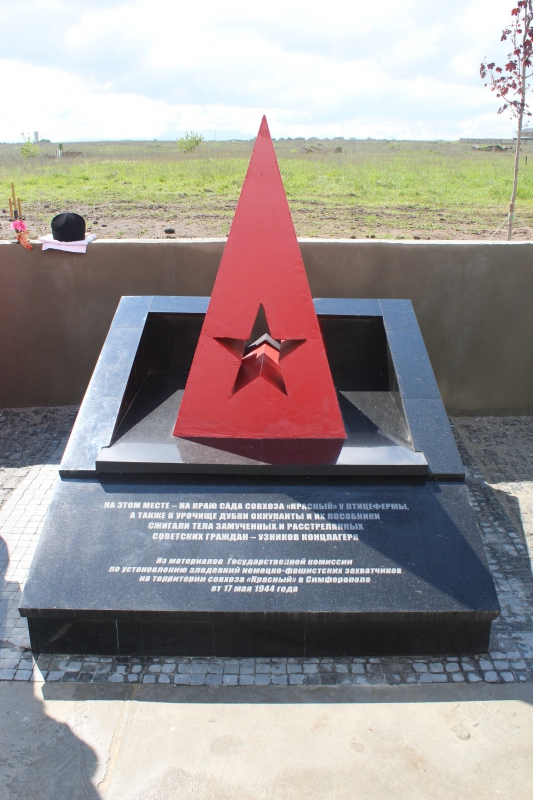 НА ЭТОМ МЕСТЕ – НА КРАЮ САДА СОВХОЗА «КРАСНЫЙ» У ПТИЦЕФЕРМЫ,
А ТАКЖЕ В УРОЧИЩЕ ДУБКИ ОККУПАНТЫ И ИХ ПОСОБНИКИ
СЖИГАЛИ ТЕЛА ЗАМУЧЕННЫХ И РАССТРЕЛЯННЫХ
СОВЕТСКИХ ГРАЖДАН – УЗНИКОВ КОНЦЛАГЕРЯ
Из материалов Государственной комиссии
по установлению злодеяний немецко-фашистских захватчиков
на территории совхоза «Красный» в Симферополе
от 17 мая 1944 года